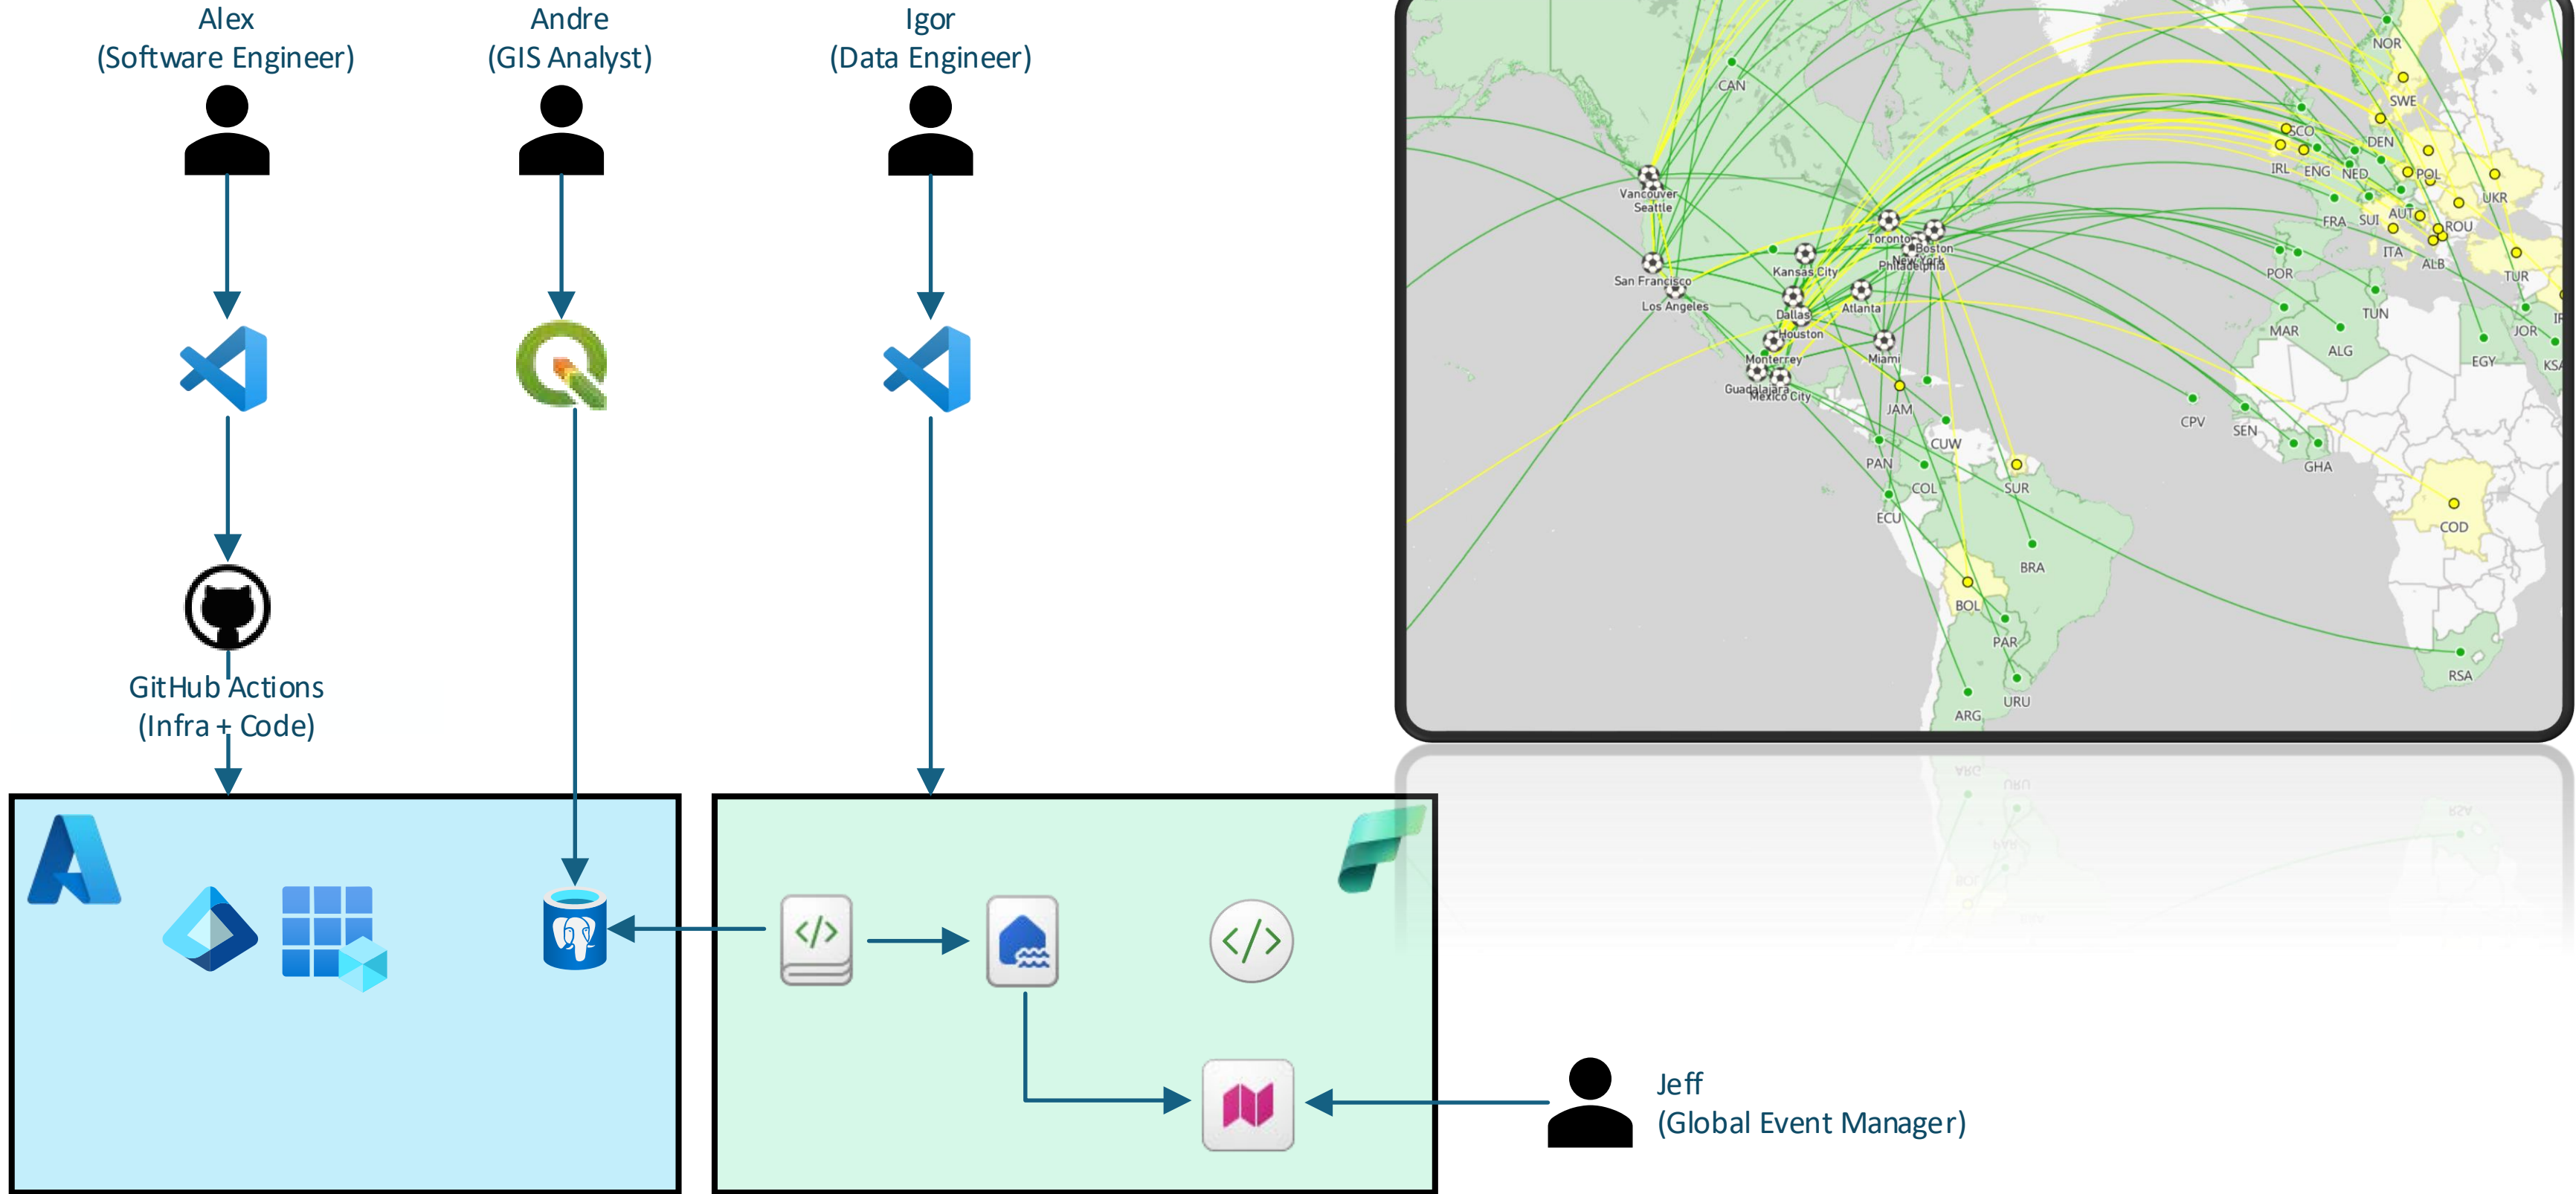 Alex
(Software Engineer)
Andre
(GIS Analyst)
Igor
(Data Engineer)
GitHub Actions
(Infra + Code)
Jeff
(Global Event Manager)
NOR
CAN
SWE
SCO
DEN
IRL
ENG
NED
POL
UKR
Vancouver
Seattle
FRA
SUI
AUT
ROU
Toronto
Boston
New York
Philadelphia
ITA
ALB
Kansas City
San Francisco
POR
TUR
Los Angeles
Dallas
Atlanta
TUN
Houston
MAR
JOR
ALG
Monterrey
Miami
EGY
KSA
Guadalajara
Mexico City
JAM
CPV
SEN
CUW
PAN
GHA
COL
SUR
ECU
COD
BRA
BOL
PAR
RSA
URU
ARG